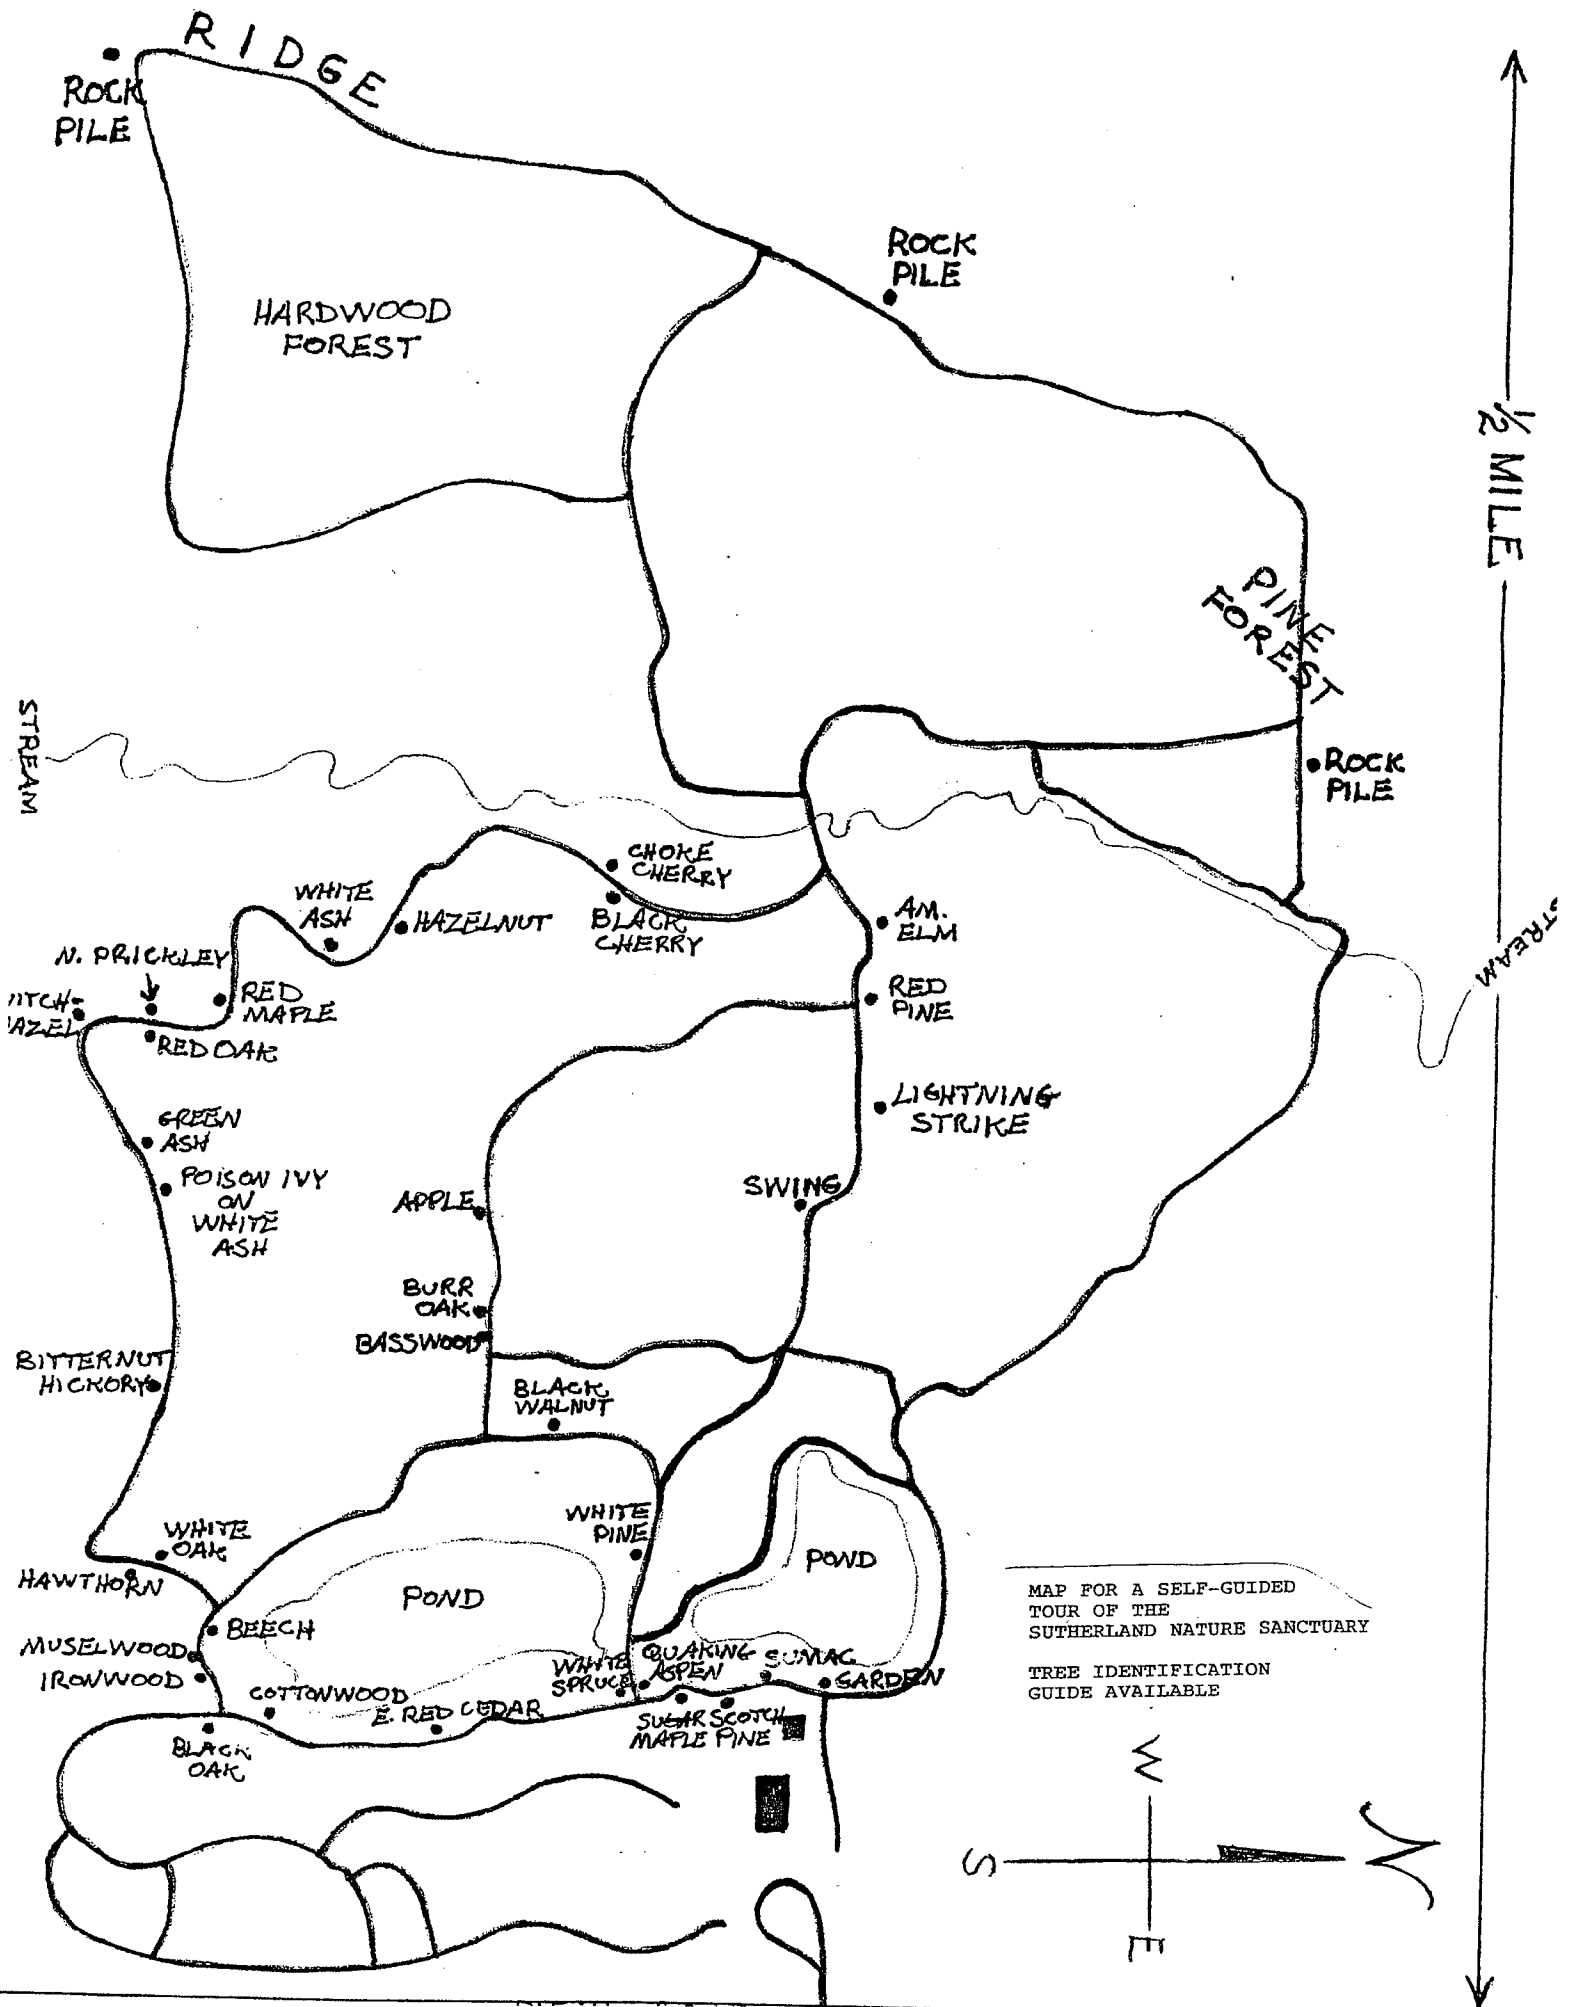 RIDGE
ROCK
PILE
ROCK
PILE
HARDWOOD
FOREST
1/2 MILE
PINE
FOREST
STREAM
ROCK
PILE
CHOKE
CHERRY
WHITE
ASH
HAZELNUT
BLACK
CHERRY
AM.
ELM
STREAM
N. PRICKLEY
RED
MAPLE
RED
PINE
ITCH-
AZEL
RED OAK
LIGHTNING
STRIKE
GREEN
ASH
POISON IVY
ON
WHITE
ASH
APPLE
SWING
BURR
OAK
BASSWOOD
BITTERNUT
HICKORY
BLACK
WALNUT
WHITE
PINE
WHITE
OAK
HAWTHORN
POND
POND
BEECH
MUSELWOOD
IRONWOOD
QUAKING
ASPEN
SUMAC
WHITE
SPRUCE
GARDEN
COTTONWOOD
E. RED CEDAR
SUGAR
MAPLE
SCOTCH
PINE
BLACK
OAK
MAP FOR A SELF-GUIDED
TOUR OF THE
SUTHERLAND NATURE SANCTUARY
TREE IDENTIFICATION
GUIDE AVAILABLE
W
S
N
E